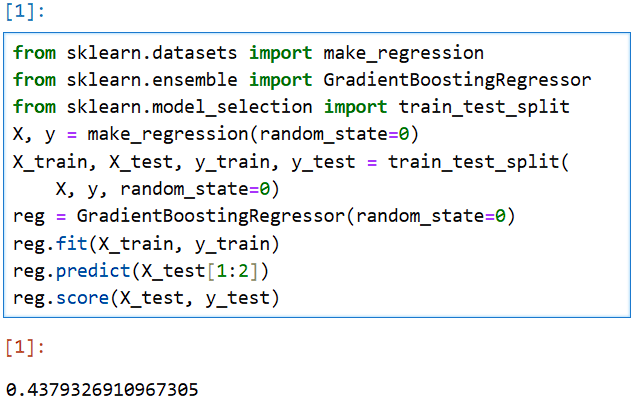 [1]:
from sklearn.datasets import make_regression
from sklearn.ensemble import GradientBoostingRegressor
from sklearn.model_selection import train_test_split
X, y = make_regression(random_state=0)
X_train, X_test, y_train, y_test = train_test_split(
    X, y, random_state=0)
reg = GradientBoostingRegressor(random_state=0)
reg.fit(X_train, y_train)
reg.predict(X_test[1:2])
reg.score(X_test, y_test)
[1]:
0.4379326910967305